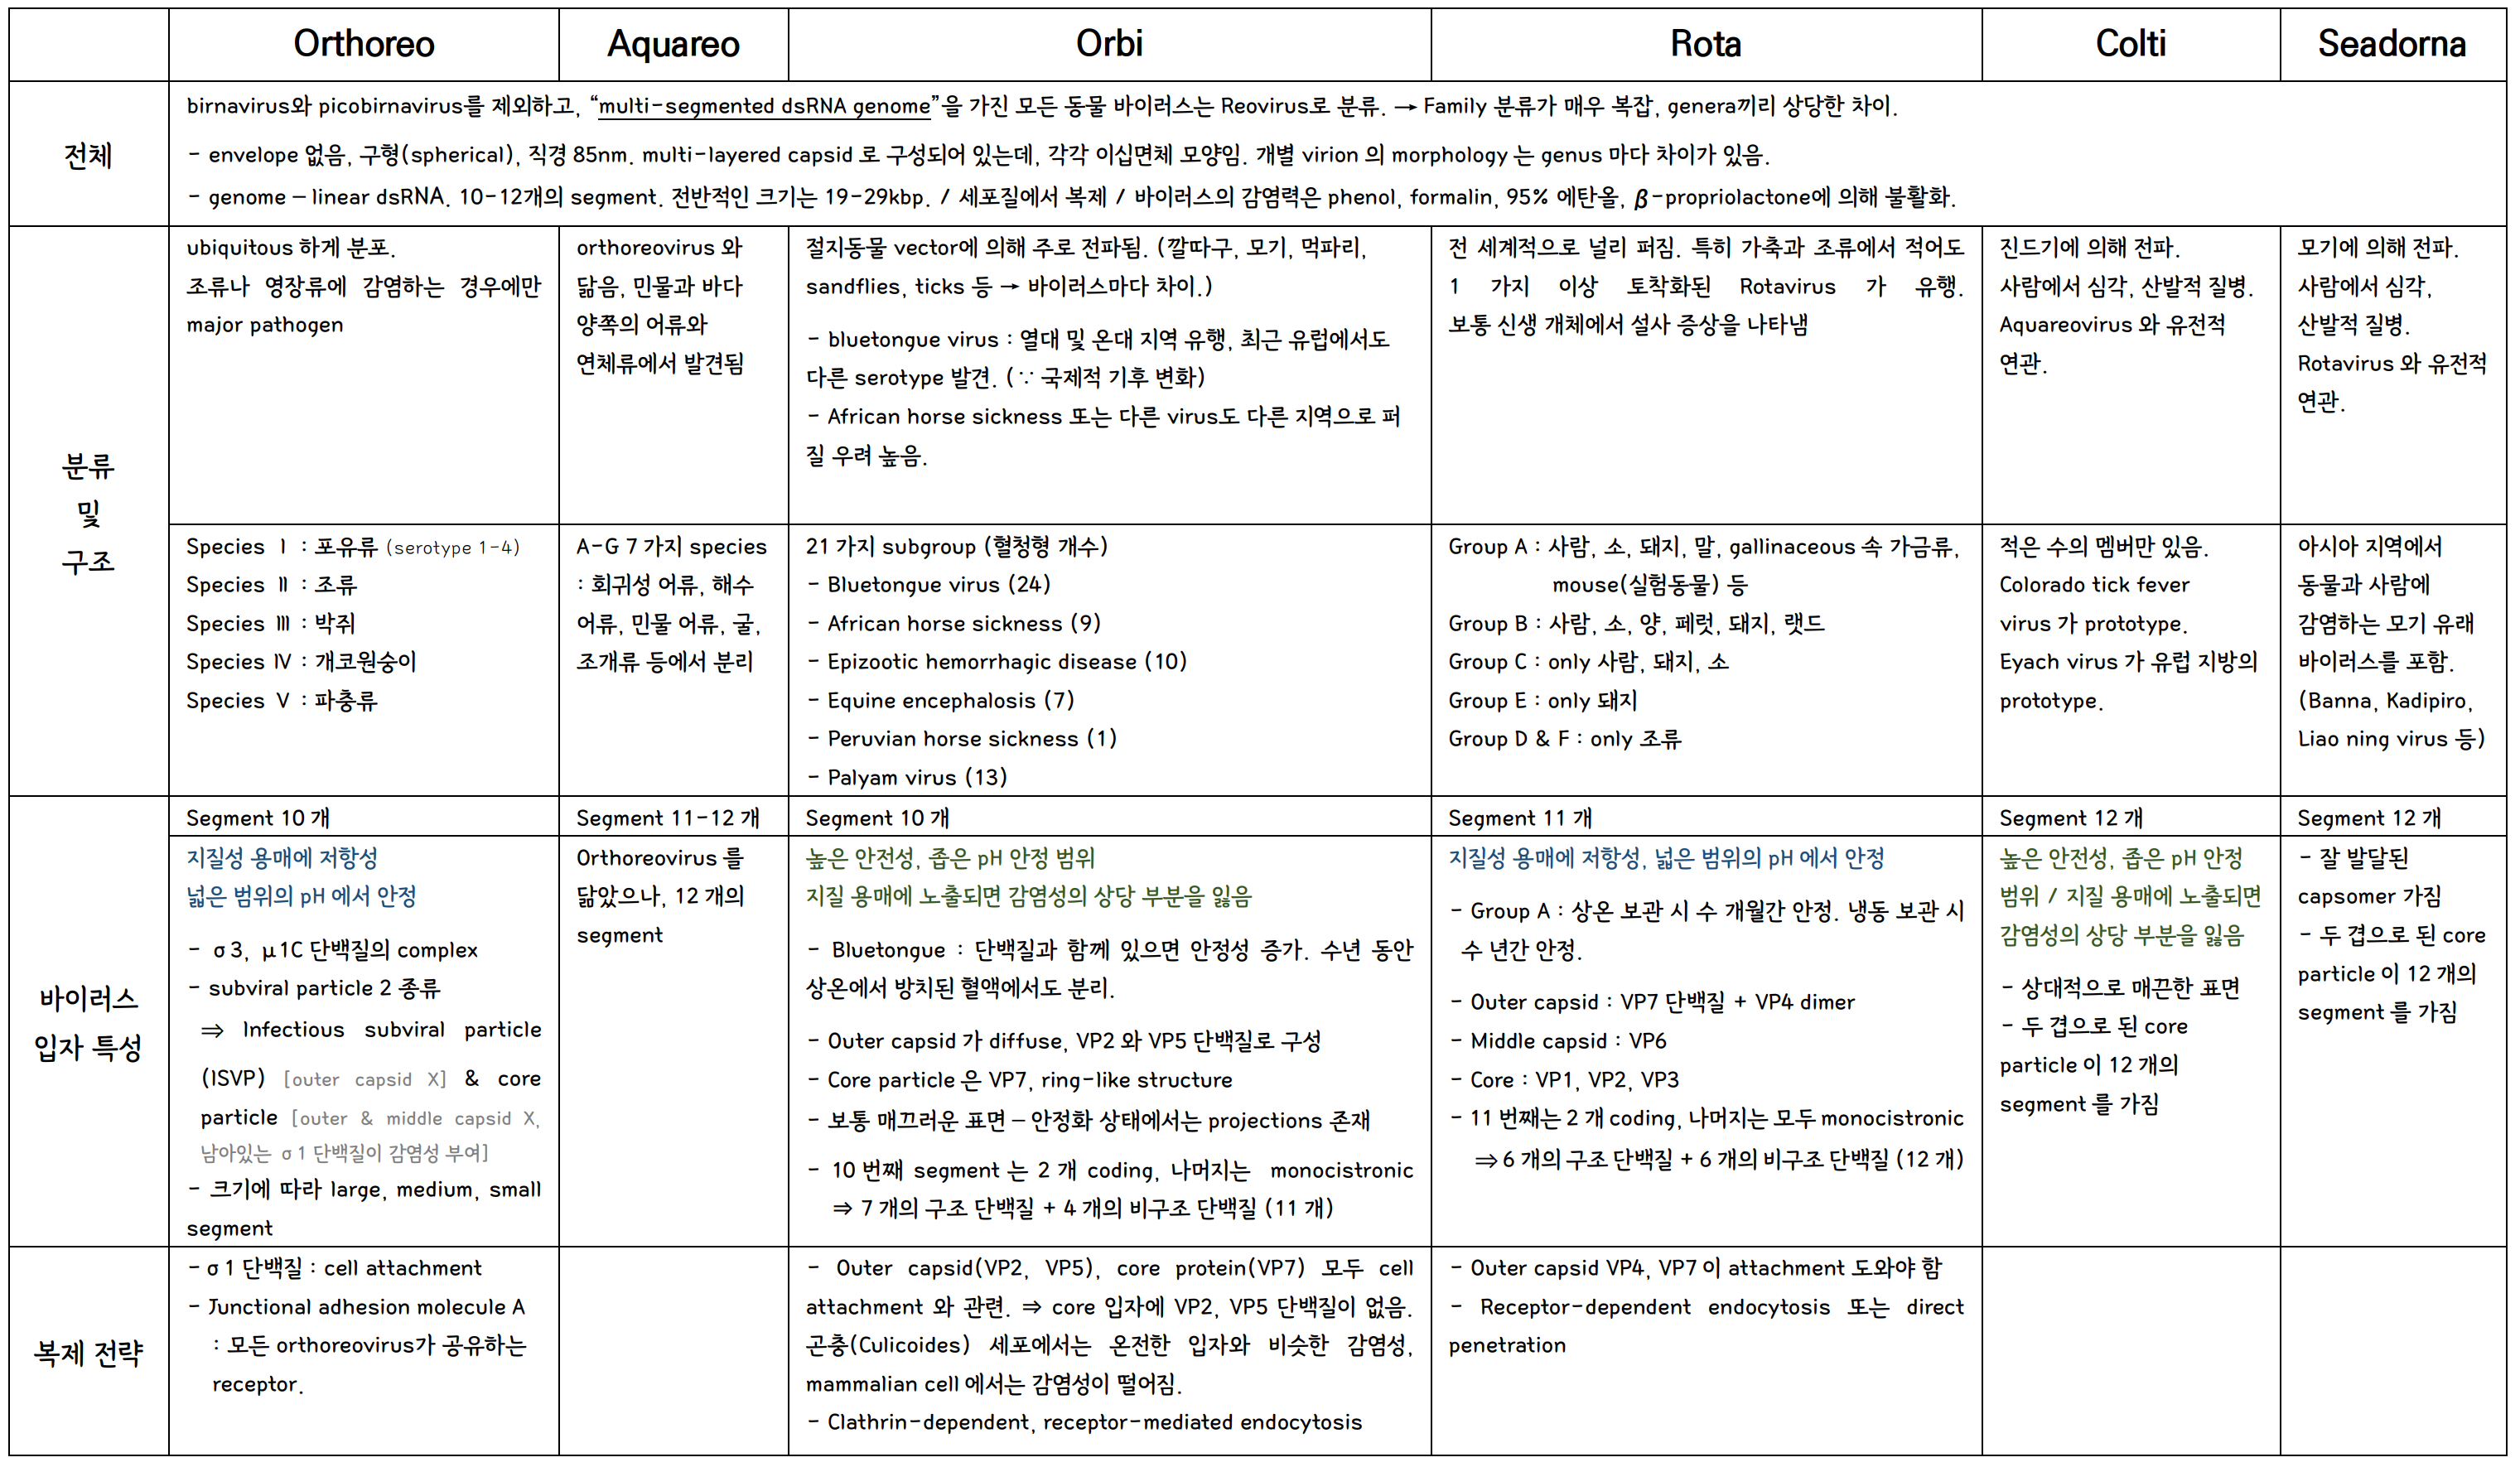 Orthoreo
Aquareo
Orbi
Rota
Colti
Seadorna
전체
birnavirus와 picobirnavirus를 제외하고, “multi-segmented dsRNA genome”을 가진 모든 동물 바이러스는 Reovirus로 분류. → Family 분류가 매우 복잡, genera끼리 상당한 차이.
- envelope 없음, 구형(spherical), 직경 85nm. multi-layered capsid 로 구성되어 있는데, 각각 이십면체 모양임. 개별 virion 의 morphology 는 genus 마다 차이가 있음.
- genome – linear dsRNA. 10-12개의 segment. 전반적인 크기는 19-29kbp. / 세포질에서 복제 / 바이러스의 감염력은 phenol, formalin, 95% 에탄올, β-propriolactone에 의해 불활화.
분류
및
구조
ubiquitous 하게 분포.
조류나 영장류에 감염하는 경우에만
major pathogen
orthoreovirus 와
닮음, 민물과 바다
양쪽의 어류와
연체류에서 발견됨
절지동물 vector에 의해 주로 전파됨. (깔따구, 모기, 먹파리,
sandflies, ticks 등 → 바이러스마다 차이.)
- bluetongue virus : 열대 및 온대 지역 유행, 최근 유럽에서도
다른 serotype 발견. (∵ 국제적 기후 변화)
- African horse sickness 또는 다른 virus도 다른 지역으로 퍼
질 우려 높음.
전 세계적으로 널리 퍼짐. 특히 가축과 조류에서 적어도
1 가지 이상 토착화된 Rotavirus 가 유행.
보통 신생 개체에서 설사 증상을 나타냄
진드기에 의해 전파.
사람에서 심각, 산발적 질병.
Aquareovirus 와 유전적
연관.
모기에 의해 전파.
사람에서 심각,
산발적 질병.
Rotavirus 와 유전적
연관.
Species Ⅰ : 포유류 (serotype 1-4)
Species Ⅱ : 조류
Species Ⅲ : 박쥐
Species Ⅳ : 개코원숭이
Species Ⅴ : 파충류
A-G 7 가지 species
: 회귀성 어류, 해수
어류, 민물 어류, 굴,
조개류 등에서 분리
21 가지 subgroup (혈청형 개수)
- Bluetongue virus (24)
- African horse sickness (9)
- Epizootic hemorrhagic disease (10)
- Equine encephalosis (7)
- Peruvian horse sickness (1)
- Palyam virus (13)
Group A : 사람, 소, 돼지, 말, gallinaceous 속 가금류,
mouse(실험동물) 등
Group B : 사람, 소, 양, 페럿, 돼지, 랫드
Group C : only 사람, 돼지, 소
Group E : only 돼지
Group D & F : only 조류
적은 수의 멤버만 있음.
Colorado tick fever
virus 가 prototype.
Eyach virus 가 유럽 지방의
prototype.
아시아 지역에서
동물과 사람에
감염하는 모기 유래
바이러스를 포함.
(Banna, Kadipiro,
Liao ning virus 등)
바이러스
입자 특성
Segment 10 개
Segment 11-12 개
Segment 10 개
Segment 11 개
Segment 12 개
Segment 12 개
지질성 용매에 저항성
넓은 범위의 pH 에서 안정
- σ3, μ1C 단백질의 complex
- subviral particle 2 종류
⇒ Infectious subviral particle
(ISVP) [outer capsid X] & core
particle [outer & middle capsid X,
남아있는 σ1 단백질이 감염성 부여]
- 크기에 따라 large, medium, small
segment
Orthoreovirus 를
닮았으나, 12 개의
segment
높은 안전성, 좁은 pH 안정 범위
지질 용매에 노출되면 감염성의 상당 부분을 잃음
- Bluetongue : 단백질과 함께 있으면 안정성 증가. 수년 동안
상온에서 방치된 혈액에서도 분리.
- Outer capsid 가 diffuse, VP2 와 VP5 단백질로 구성
- Core particle 은 VP7, ring-like structure
- 보통 매끄러운 표면 – 안정화 상태에서는 projections 존재
- 10 번째 segment 는 2 개 coding, 나머지는 monocistronic
⇒ 7 개의 구조 단백질 + 4 개의 비구조 단백질 (11 개)
지질성 용매에 저항성, 넓은 범위의 pH 에서 안정
- Group A : 상온 보관 시 수 개월간 안정. 냉동 보관 시
수 년간 안정.
- Outer capsid : VP7 단백질 + VP4 dimer
- Middle capsid : VP6
- Core : VP1, VP2, VP3
- 11 번째는 2 개 coding, 나머지는 모두 monocistronic
⇒ 6 개의 구조 단백질 + 6 개의 비구조 단백질 (12 개)
높은 안전성, 좁은 pH 안정
범위 / 지질 용매에 노출되면
감염성의 상당 부분을 잃음
- 상대적으로 매끈한 표면
- 두 겹으로 된 core
particle 이 12 개의
segment 를 가짐
- 잘 발달된
capsomer 가짐
- 두 겹으로 된 core
particle 이 12 개의
segment 를 가짐
복제 전략
- σ1 단백질 : cell attachment
- Junctional adhesion molecule A
: 모든 orthoreovirus가 공유하는
receptor.
- Outer capsid(VP2, VP5), core protein(VP7) 모두 cell
attachment 와 관련. ⇒ core 입자에 VP2, VP5 단백질이 없음.
곤충(Culicoides) 세포에서는 온전한 입자와 비슷한 감염성,
mammalian cell 에서는 감염성이 떨어짐.
- Clathrin-dependent, receptor-mediated endocytosis
- Outer capsid VP4, VP7 이 attachment 도와야 함
- Receptor-dependent endocytosis 또는 direct
penetration